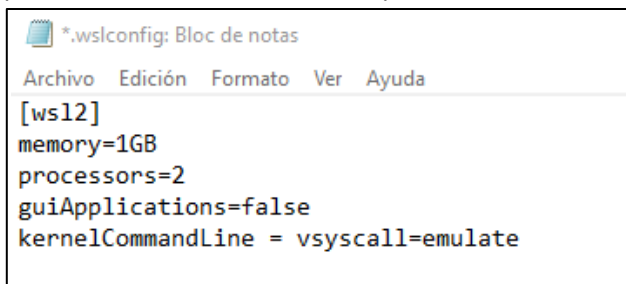 *.wslconfig: Bloc de notas
Archivo Edición Formato Ver Ayuda
[wsl2]
memory=1GB
processors=2
guiApplications=false
kernelCommandLine = vsyscall=emulate